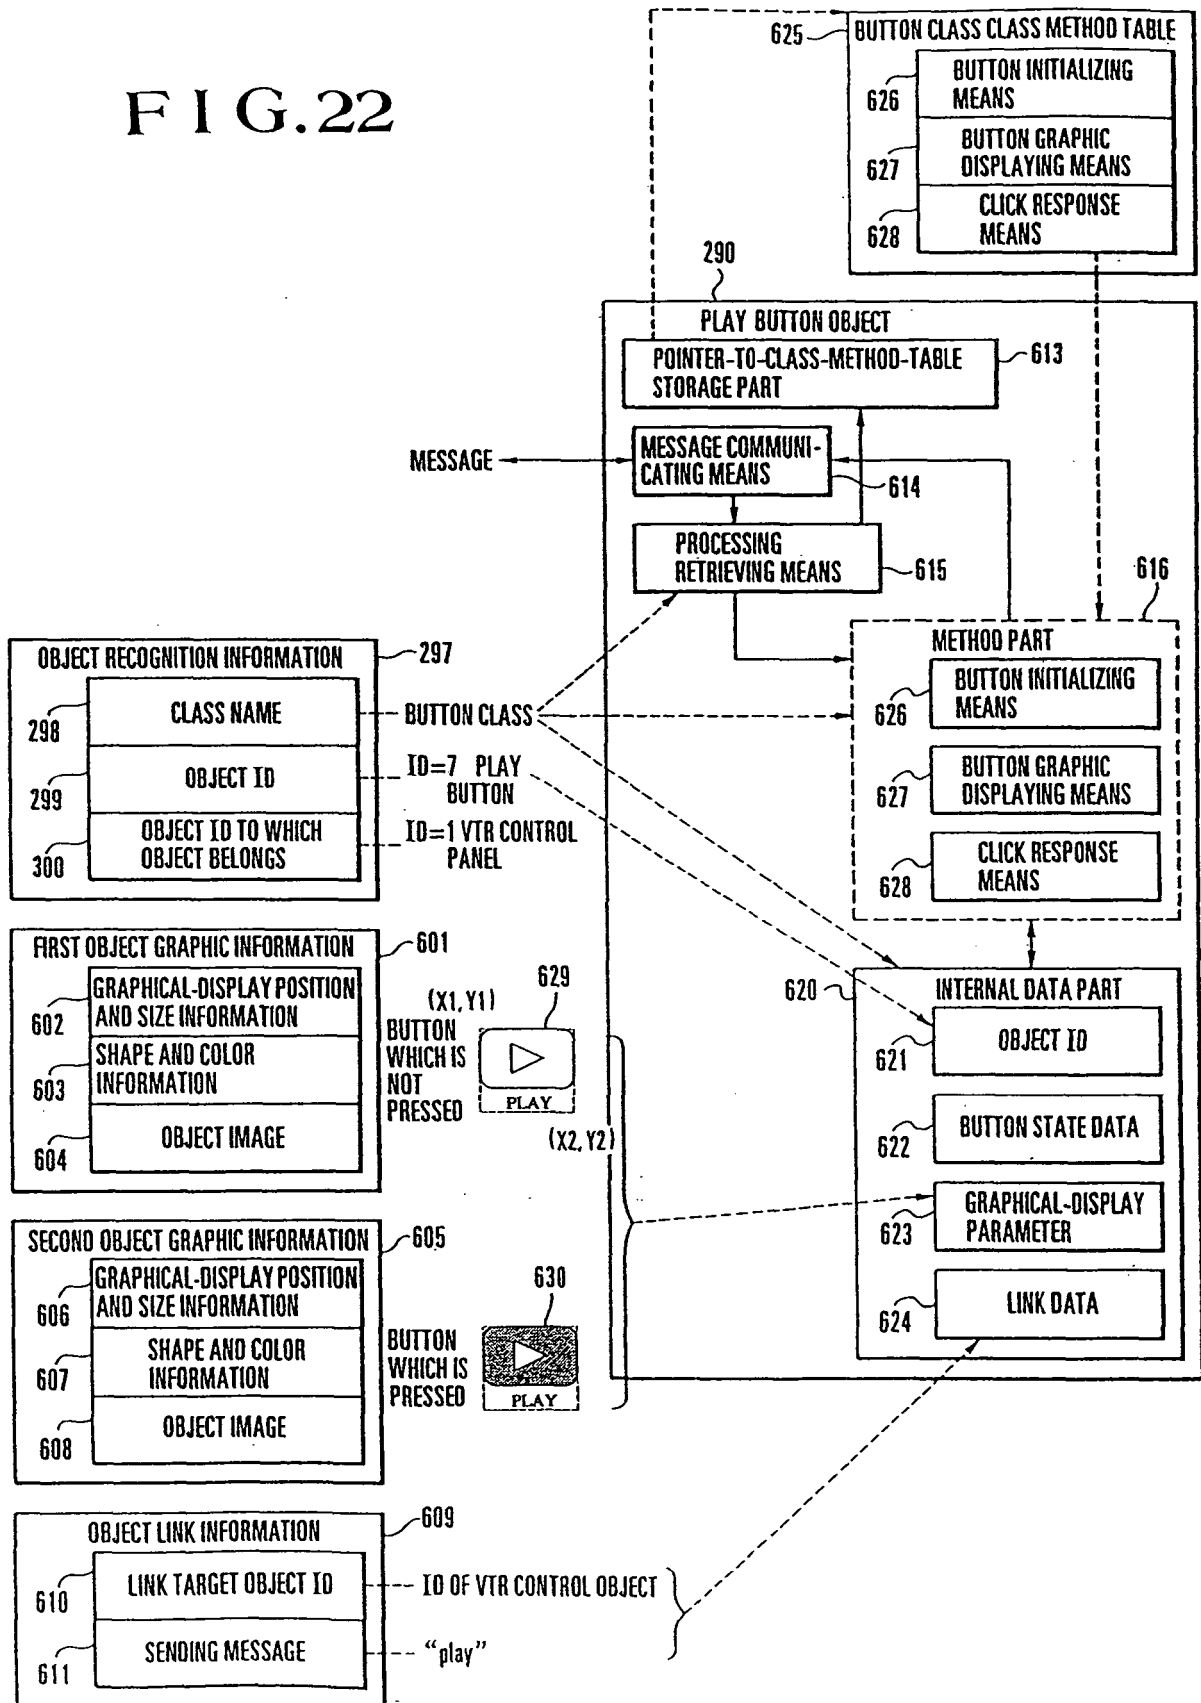 FIG.22
625
BUTTON CLASS CLASS METHOD TABLE
626
BUTTON INITIALIZING
MEANS
627
BUTTON GRAPHIC
DISPLAYING MEANS
628
CLICK RESPONSE
MEANS
290
PLAY BUTTON OBJECT
POINTER-TO-CLASS-METHOD-TABLE
STORAGE PART
613
MESSAGE
MESSAGE COMMUNI-
CATING MEANS
614
PROCESSING
RETRIEVING MEANS
615
616
METHOD PART
626
BUTTON INITIALIZING
MEANS
627
BUTTON GRAPHIC
DISPLAYING MEANS
628
CLICK RESPONSE
MEANS
620
INTERNAL DATA PART
621
OBJECT ID
622
BUTTON STATE DATA
623
GRAPHICAL-DISPLAY
PARAMETER
624
LINK DATA
OBJECT RECOGNITION INFORMATION
297
298
CLASS NAME
BUTTON CLASS
299
OBJECT ID
ID=7 PLAY
BUTTON
300
OBJECT ID TO WHICH
OBJECT BELONGS
ID=1 VTR CONTROL
PANEL
FIRST OBJECT GRAPHIC INFORMATION
601
602
GRAPHICAL-DISPLAY POSITION
AND SIZE INFORMATION
603
SHAPE AND COLOR
INFORMATION
604
OBJECT IMAGE
(X1,Y1)
629
BUTTON
WHICH IS
NOT
PRESSED
PLAY
(X2,Y2)
SECOND OBJECT GRAPHIC INFORMATION
605
606
GRAPHICAL-DISPLAY POSITION
AND SIZE INFORMATION
607
SHAPE AND COLOR
INFORMATION
608
OBJECT IMAGE
630
BUTTON
WHICH IS
PRESSED
PLAY
OBJECT LINK INFORMATION
609
610
LINK TARGET OBJECT ID
ID OF VTR CONTROL OBJECT
611
SENDING MESSAGE
“play”